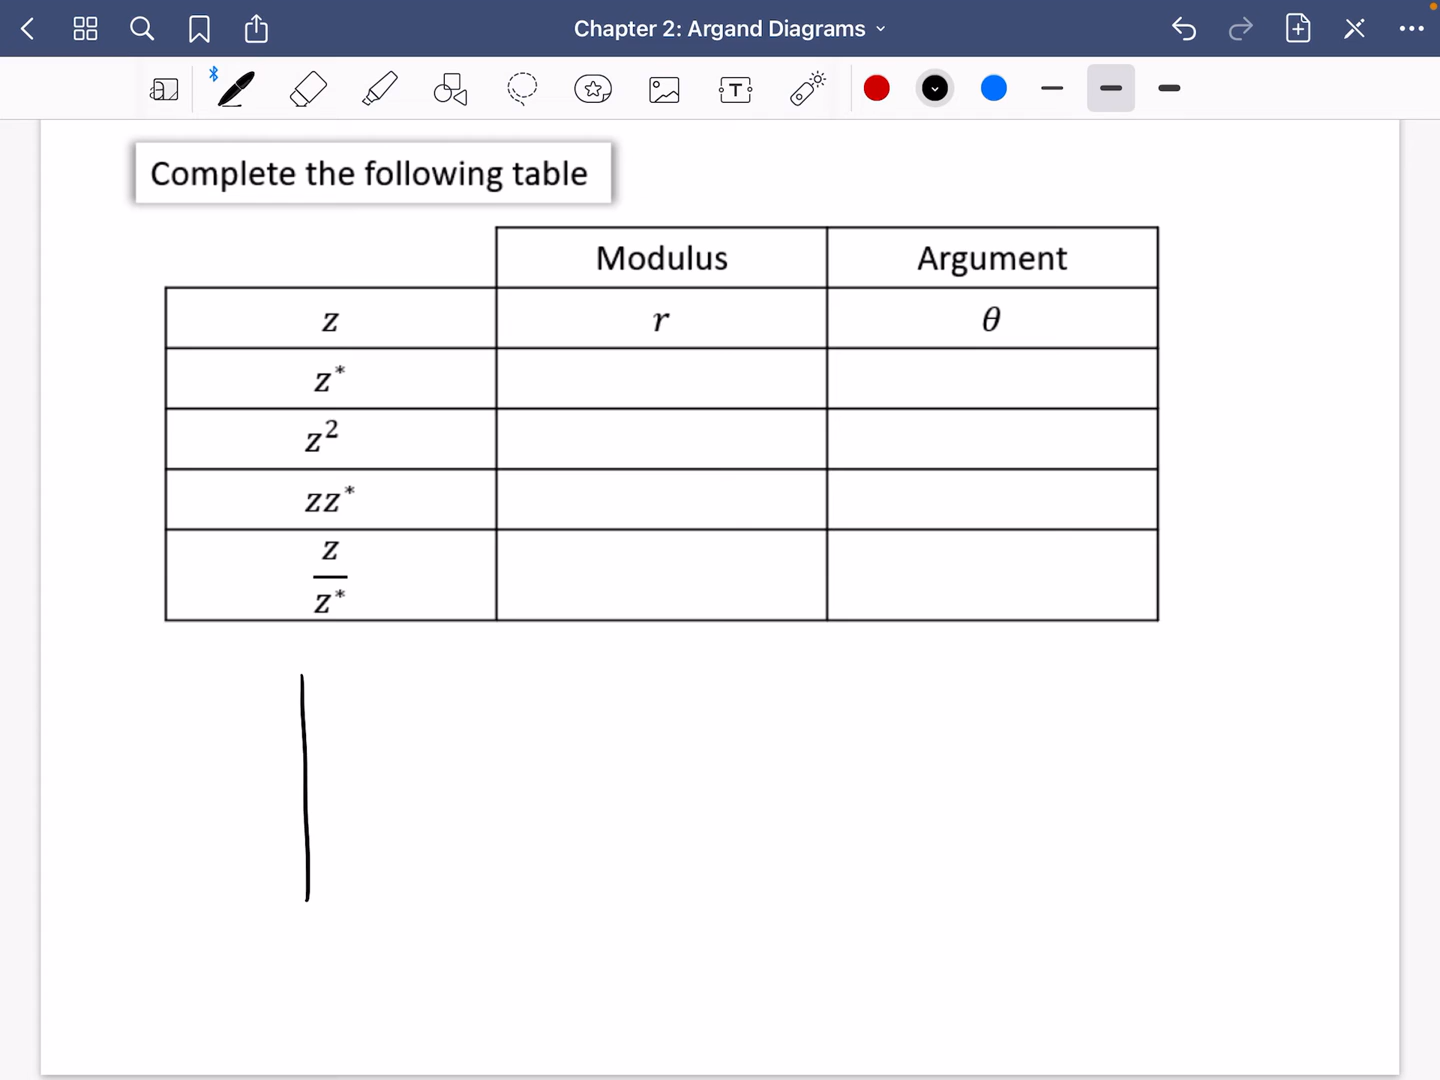 Chapter 2: Argand Diagrams
Complete the following table
Modulus Argument
z r θ
z*
z²
zz*
z
z*